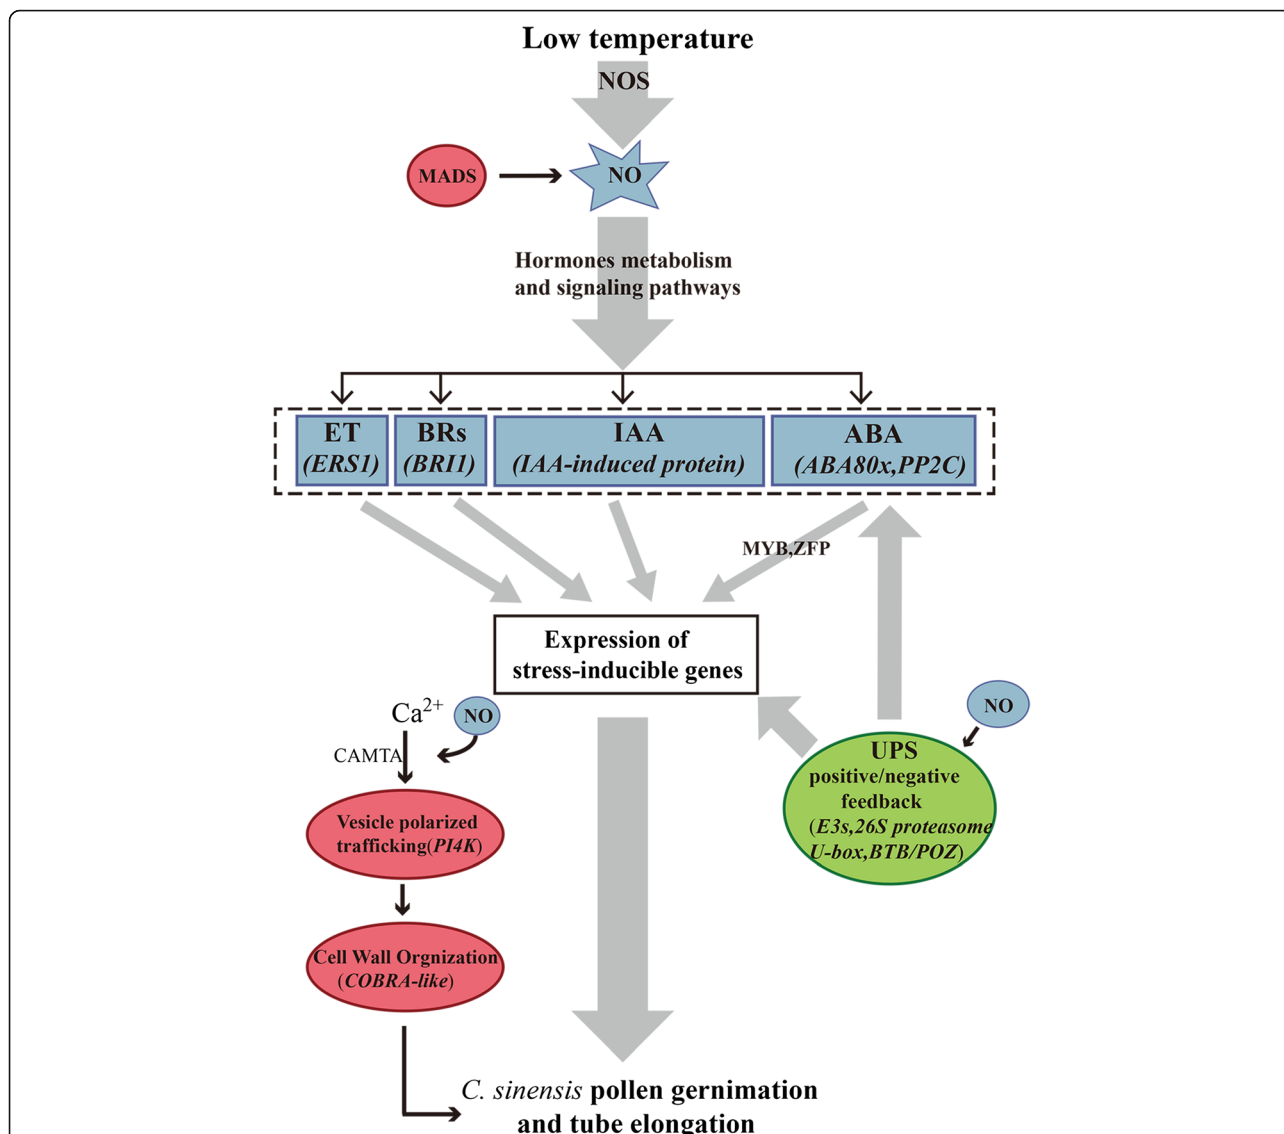 Low temperature
NOS
MADS
NO
Hormones metabolism
and signaling pathways
ET
(ERS1)
BRs
(BRI1)
IAA
(IAA-induced protein)
ABA
(ABA80x,PP2C)
MYB,ZFP
Expression of
stress-inducible genes
Ca2+
NO
CAMTA
NO
UPS
positive/negative
feedback
(E3s,26S proteasome
U-box,BTB/POZ)
Vesicle polarized
trafficking(PI4K)
Cell Wall Orgnization
(COBRA-like)
C. sinensis pollen gernimation
and tube elongation